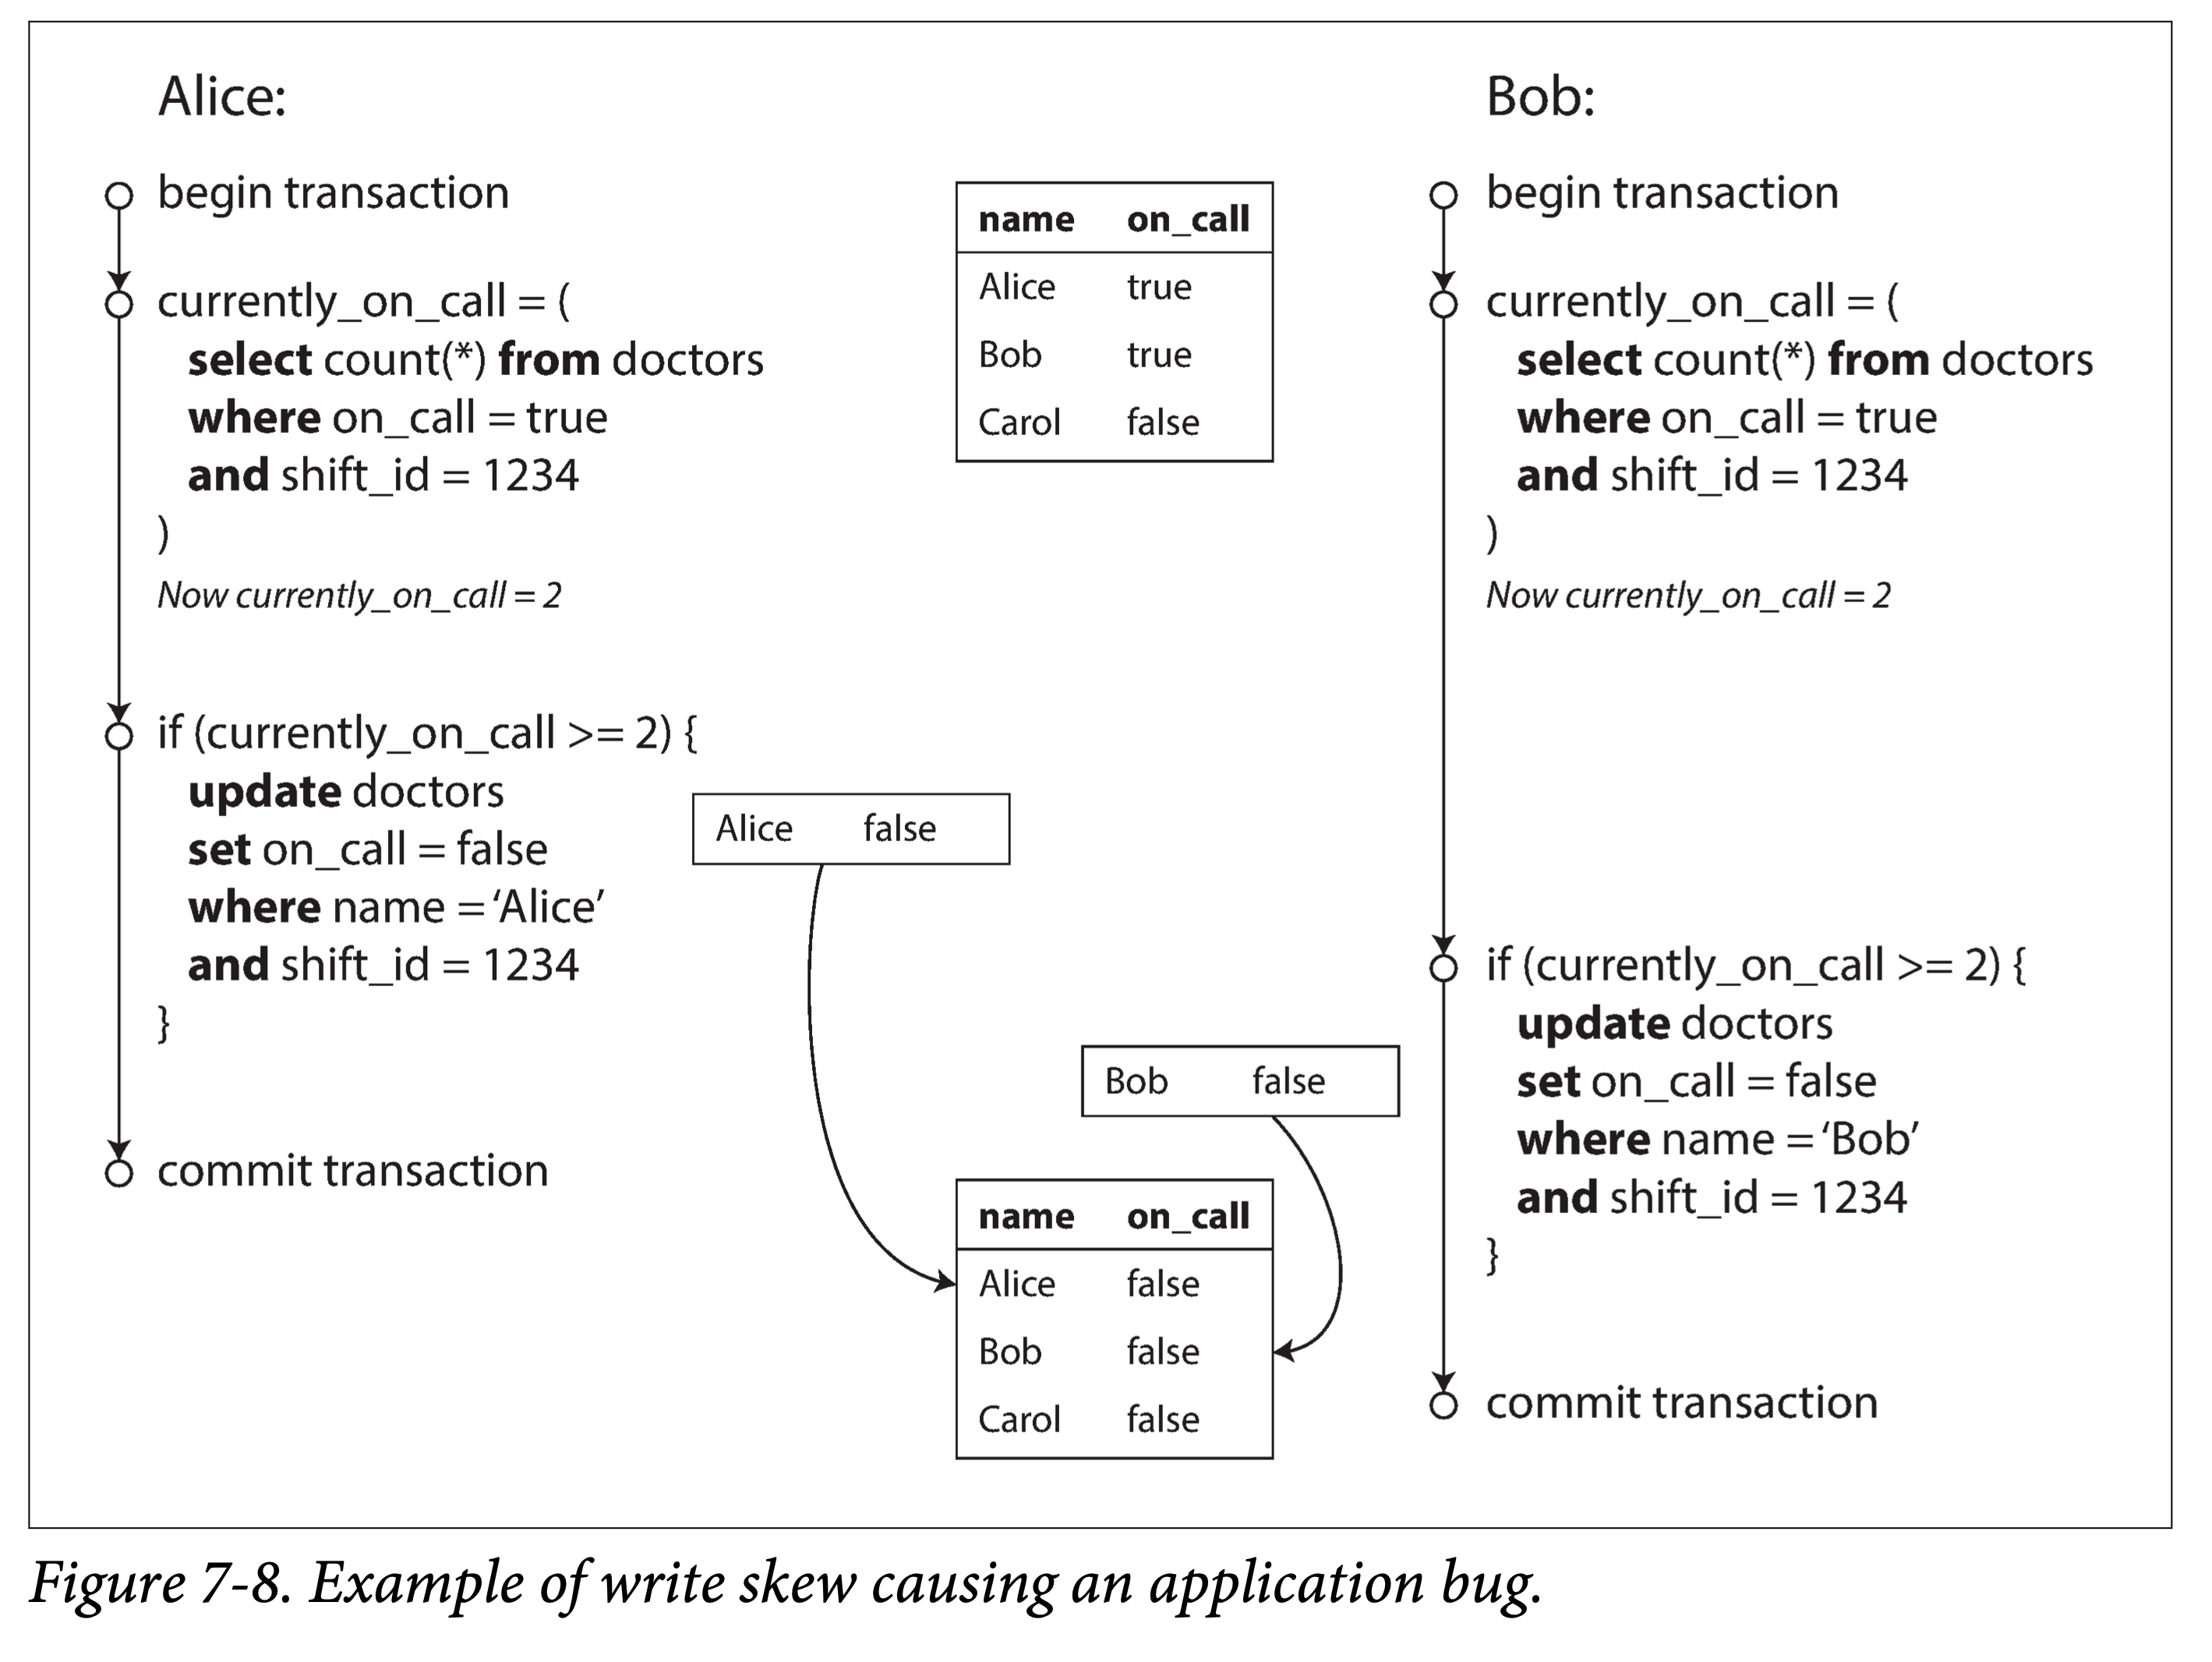 Alice:
begin transaction
currently_on_call = (
select count(*) from doctors
where on_call = true
and shift_id = 1234
)
Now currently_on_call = 2
if (currently_on_call >= 2) {
update doctors
set on_call = false
where name = ‘Alice’
and shift_id = 1234
}
commit transaction
name on_call
Alice true
Bob true
Carol false
Alice false
Bob false
name on_call
Alice false
Bob false
Carol false
Bob:
begin transaction
currently_on_call = (
select count(*) from doctors
where on_call = true
and shift_id = 1234
)
Now currently_on_call = 2
if (currently_on_call >= 2) {
update doctors
set on_call = false
where name = ‘Bob’
and shift_id = 1234
}
commit transaction
Figure 7-8. Example of write skew causing an application bug.